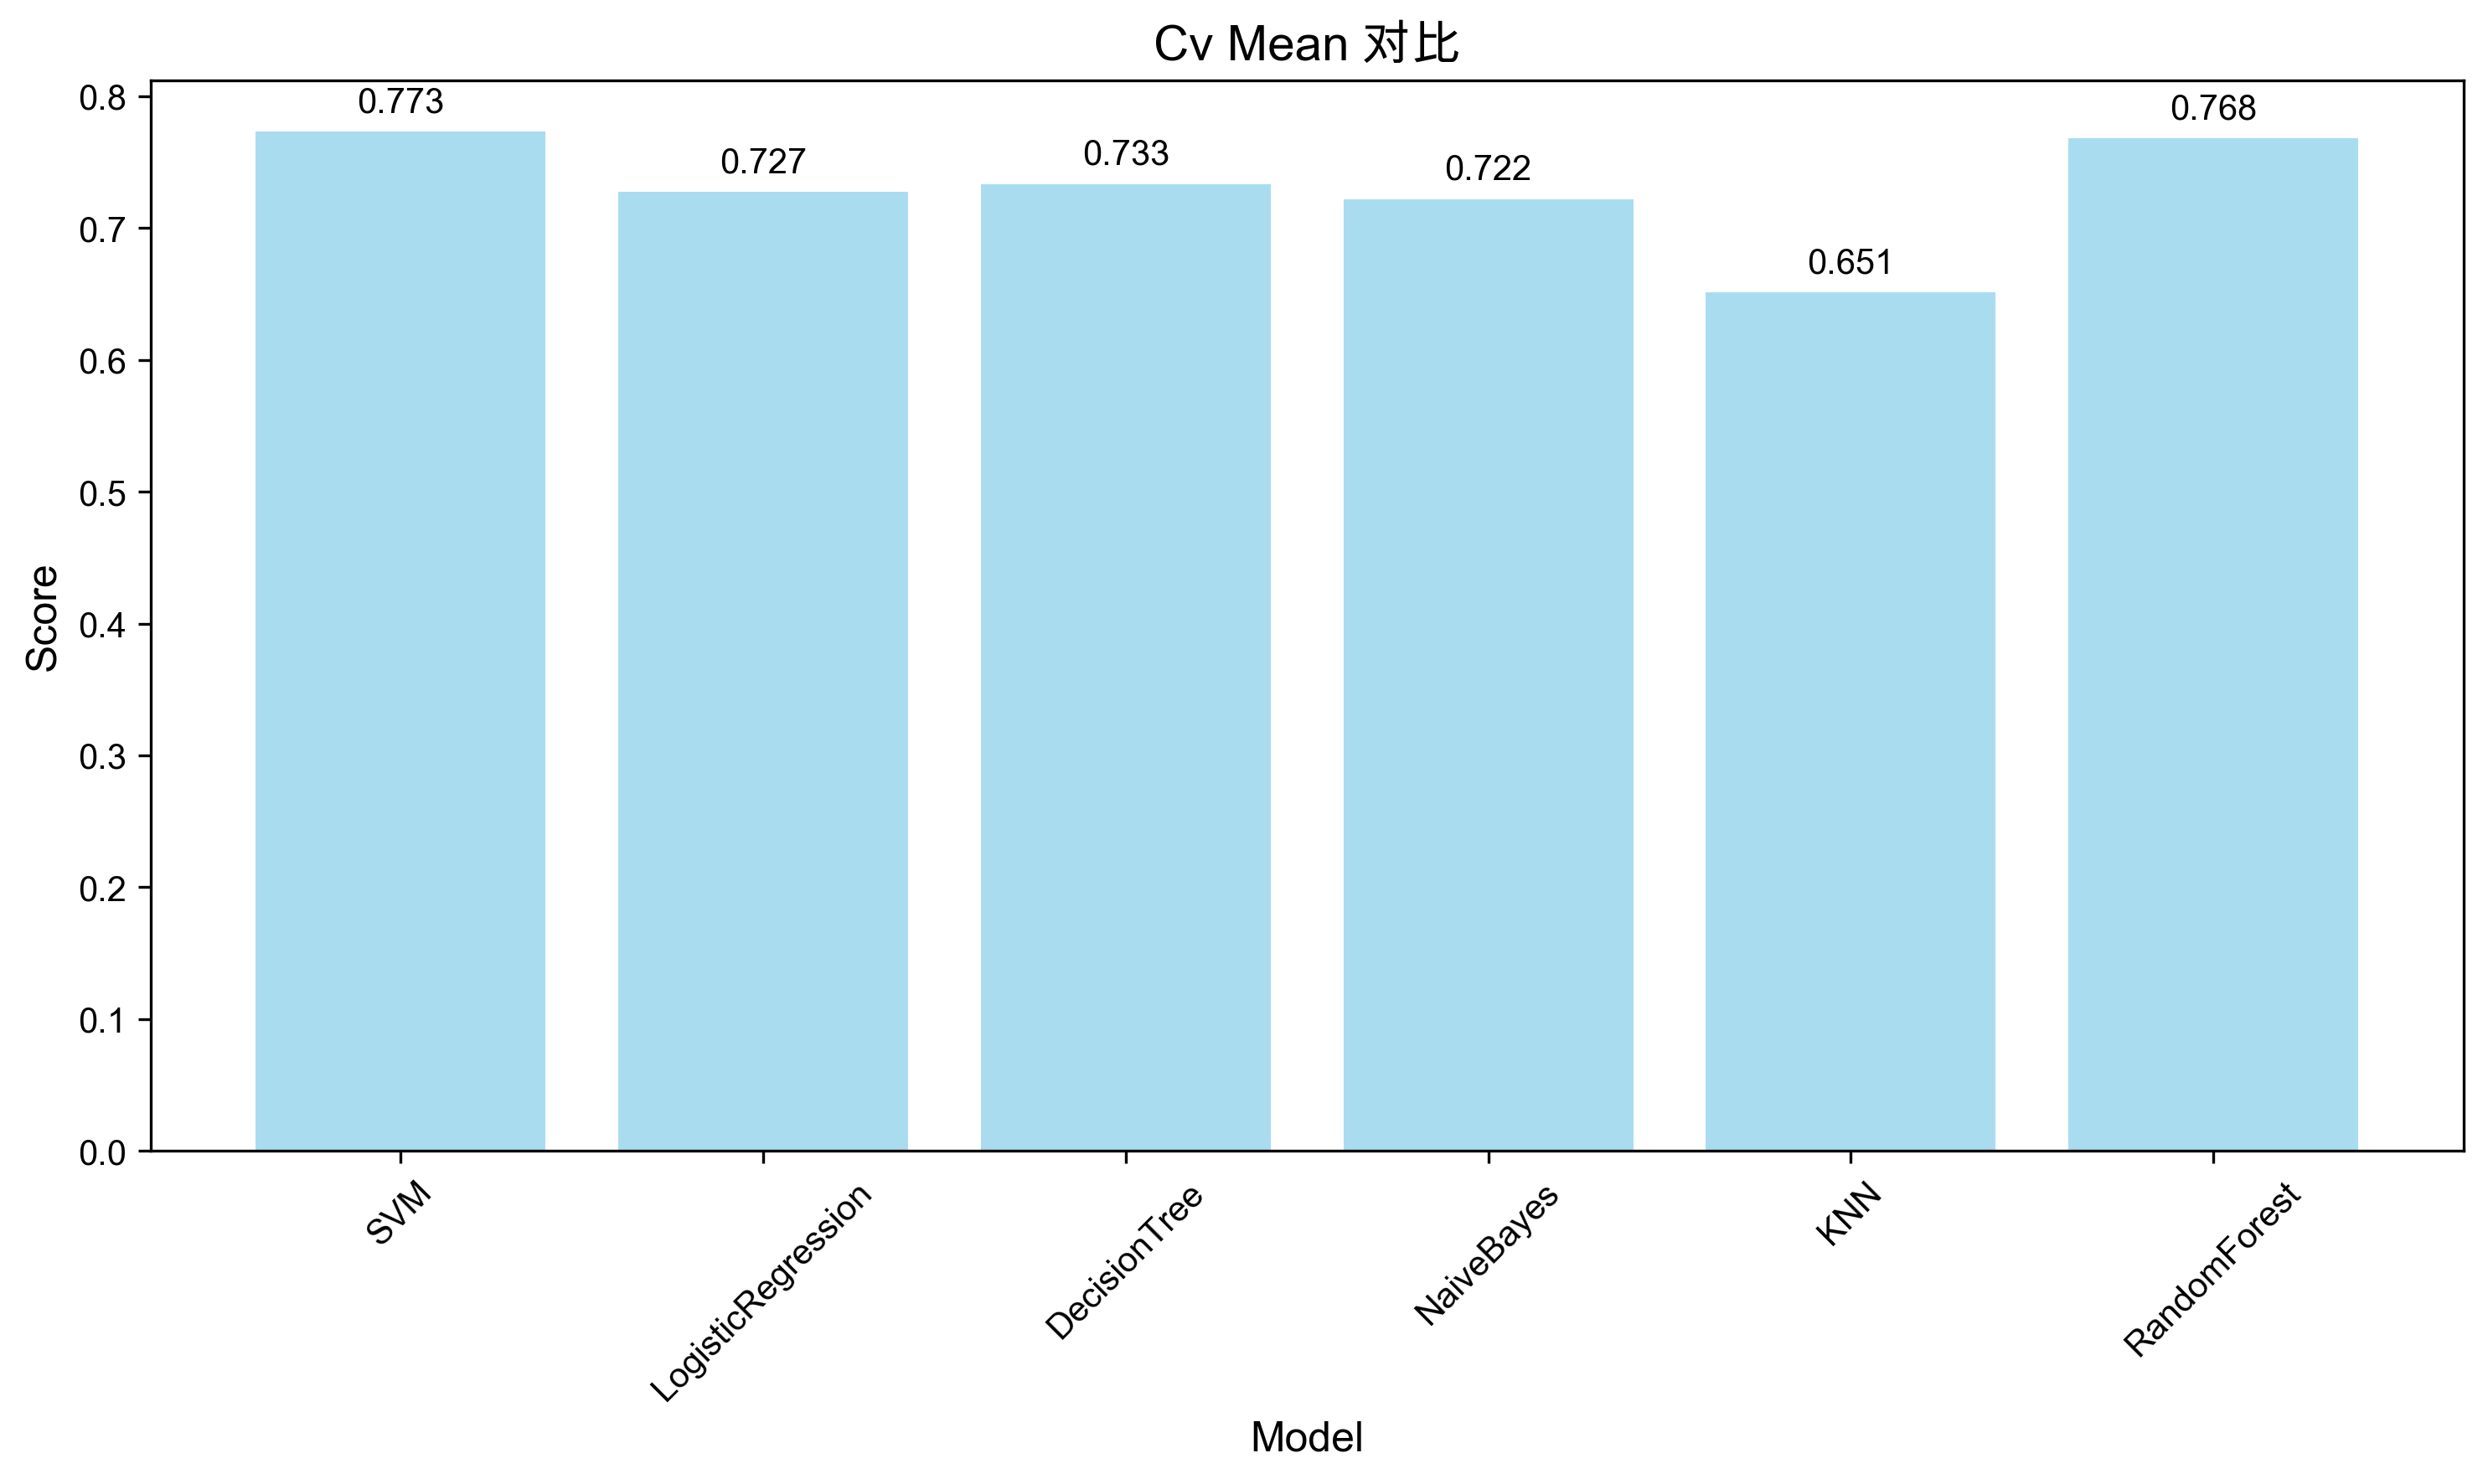 Cv Mean 对比
0.8
0.7
0.6
0.5
0.4
0.3
0.2
0.1
0.0
Score
0.773
0.727
0.733
0.722
0.651
0.768
SVM
LogisticRegression
DecisionTree
NaiveBayes
KNN
RandomForest
Model